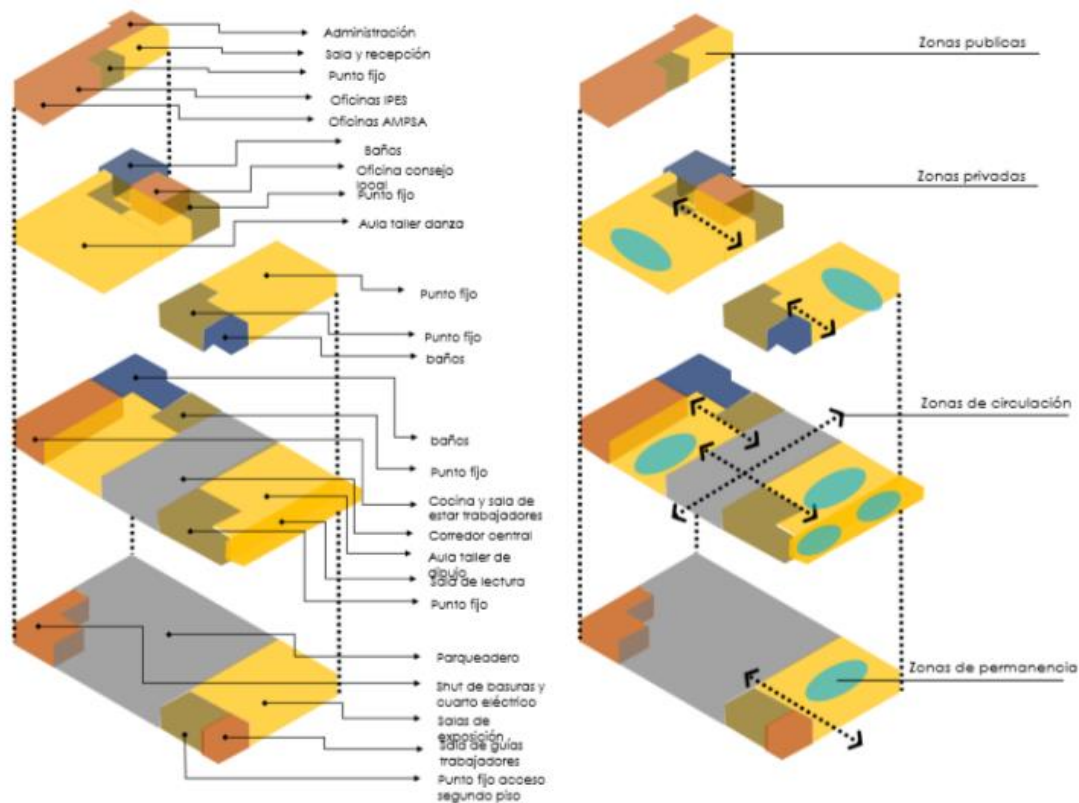 Administración
Sala y recepción
Punto fijo
Oficinas IPES
Oficinas AMPSA
Baños
Oficina consejo
local
Punto fijo
Aula taller danza
Punto fijo
Punto fijo
baños
baños
Punto fijo
Cocina y sala de
estar trabajadores
Corredor central
Aula taller de
dibujo
Sala de lectura
Punto fijo
Parqueadero
Shut de basuras y
cuarto eléctrico
Salas de
exposición
Sala de guías
trabajadores
Punto fijo acceso
segundo piso
Zonas publicas
Zonas privadas
Zonas de circulación
Zonas de permanencia